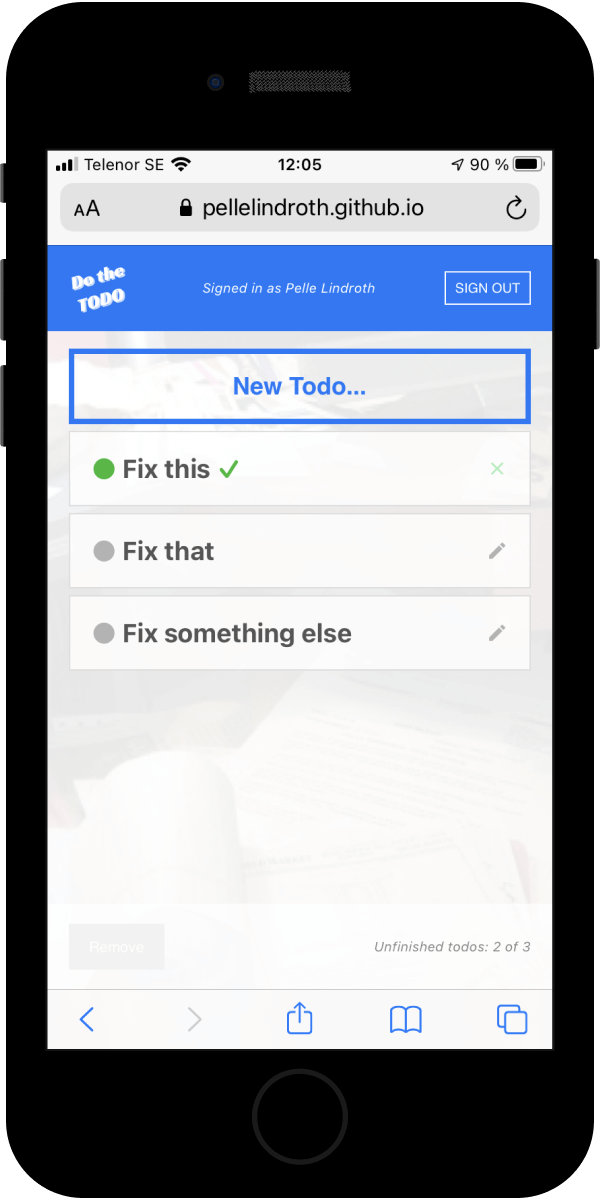 Telenor SE 12:05 90 %
AA pellelindroth.github.io
Do the
TODO
Signed in as Pelle Lindroth
SIGN OUT
New Todo...
Fix this
Fix that
Fix something else
Remove
Unfinished todos: 2 of 3